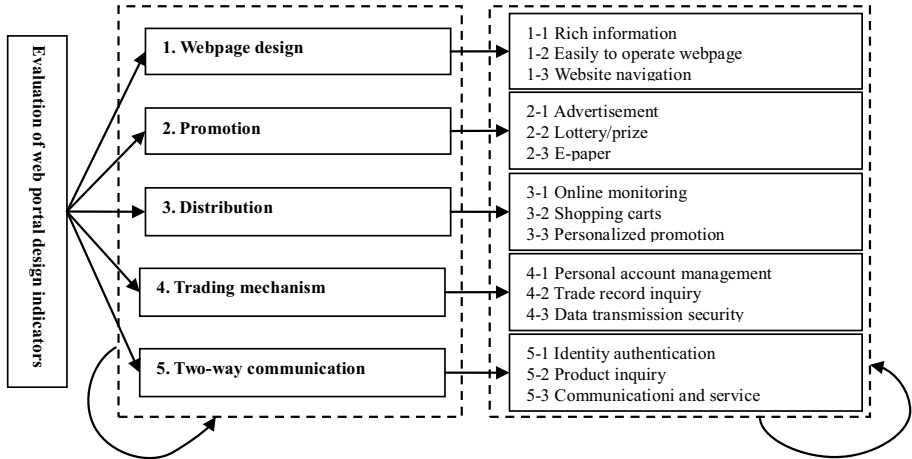 Evaluation of web portal design indicators
1. Webpage design
1-1 Rich information
1-2 Easily to operate webpage
1-3 Website navigation
2. Promotion
2-1 Advertisement
2-2 Lottery/prize
2-3 E-paper
3. Distribution
3-1 Online monitoring
3-2 Shopping carts
3-3 Personalized promotion
4. Trading mechanism
4-1 Personal account management
4-2 Trade record inquiry
4-3 Data transmission security
5. Two-way communication
5-1 Identity authentication
5-2 Product inquiry
5-3 Communicationi and service